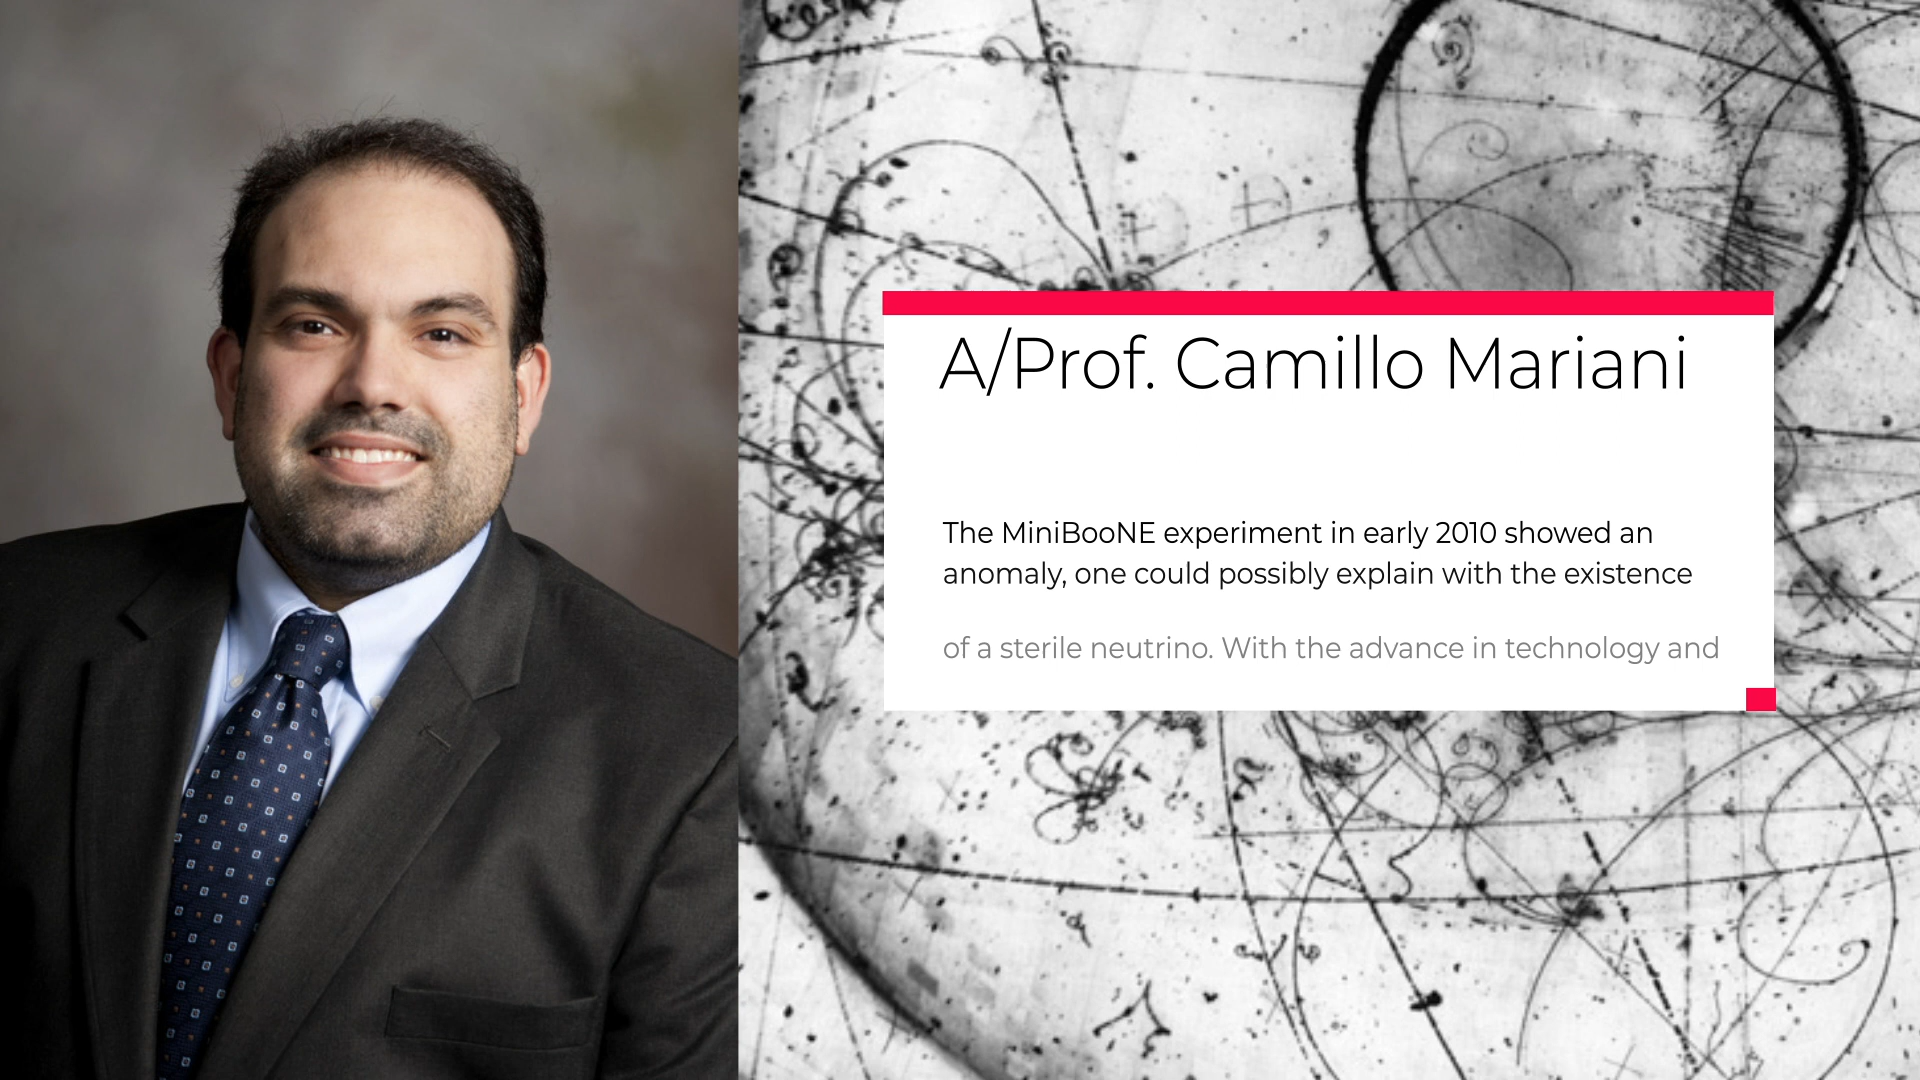 A/Prof. Camillo Mariani
The MiniBooNE experiment in early 2010 showed an
anomaly, one could possibly explain with the existence
of a sterile neutrino. With the advance in technology and